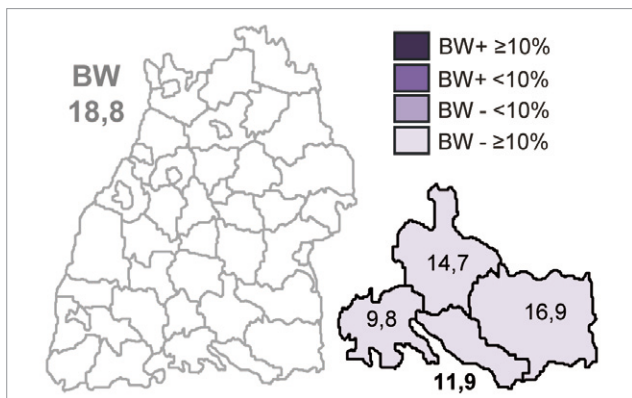 BW
18,8
BW+ ≥10%
BW+ <10%
BW - <10%
BW - ≥10%
14,7
9,8
16,9
11,9